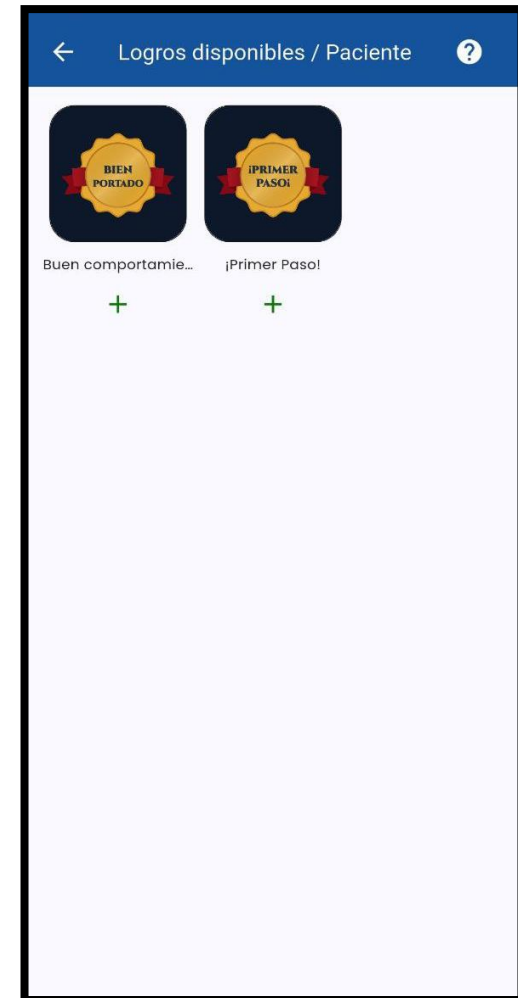 Logros disponibles / Paciente
BIEN
PORTADO
¡PRIMER
PASO¡
Buen comportamie...
¡Primer Paso!